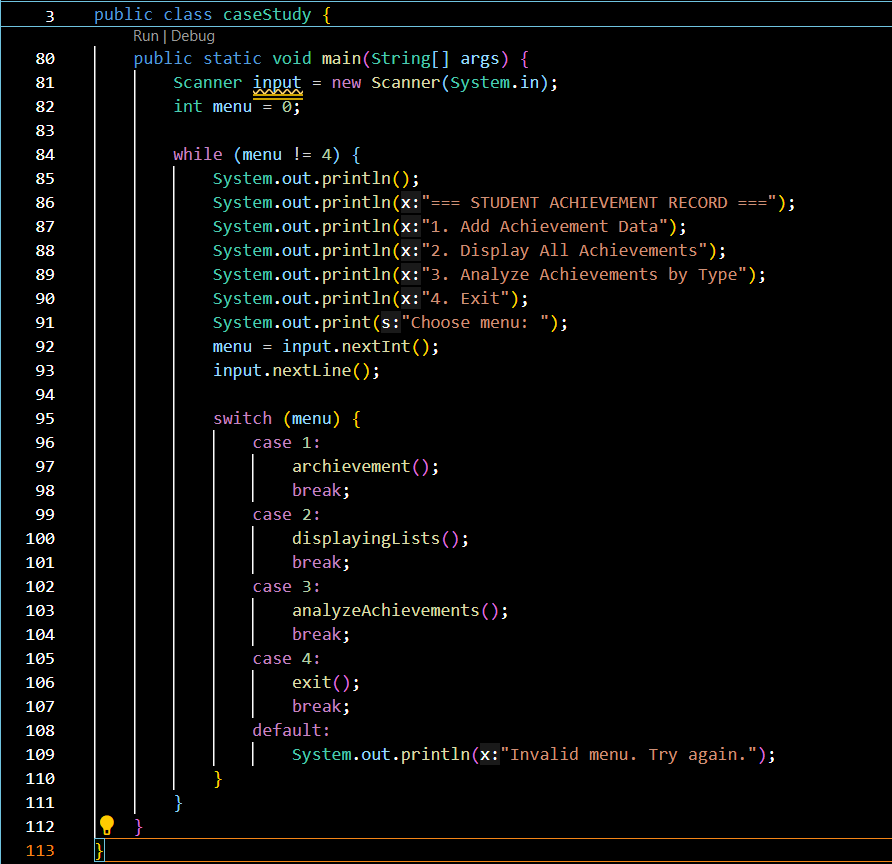 3 public class caseStudy {
Run | Debug
80 public static void main(String[] args) {
81 Scanner input = new Scanner(System.in);
82 int menu = 0;
83
84 while (menu != 4) {
85 System.out.println();
86 System.out.println(x:"=== STUDENT ACHIEVEMENT RECORD ===");
87 System.out.println(x:"1. Add Achievement Data");
88 System.out.println(x:"2. Display All Achievements");
89 System.out.println(x:"3. Analyze Achievements by Type");
90 System.out.println(x:"4. Exit");
91 System.out.print(s:"Choose menu: ");
92 menu = input.nextInt();
93 input.nextLine();
94
95 switch (menu) {
96 case 1:
97 archievement();
98 break;
99 case 2:
100 displayingLists();
101 break;
102 case 3:
103 analyzeAchievements();
104 break;
105 case 4:
106 exit();
107 break;
108 default:
109 System.out.println(x:"Invalid menu. Try again.");
110 }
111 }
112 }
113 }